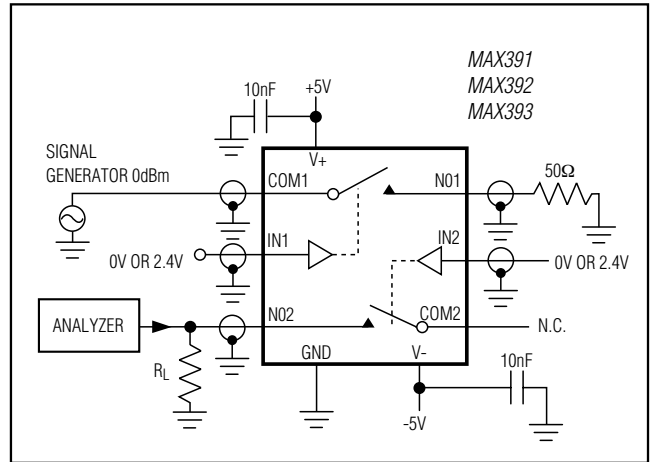 MAX391
MAX392
MAX393
10nF
+5V
V+
SIGNAL
GENERATOR 0dBm
COM1
N01
50Ω
IN1
IN2
0V OR 2.4V
0V OR 2.4V
ANALYZER
N02
COM2
N.C.
RL
GND
V-
10nF
-5V